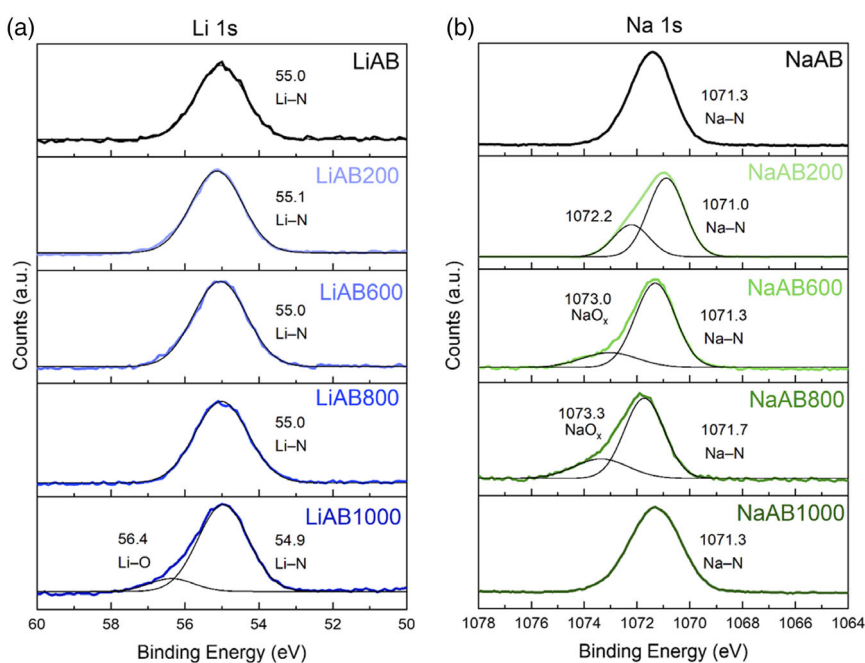 (a)
Li 1s
LiAB
55.0
Li–N
LiAB200
55.1
Li–N
LiAB600
55.0
Li–N
LiAB800
55.0
Li–N
LiAB1000
56.4
Li–O
54.9
Li–N
Counts (a.u.)
60 58 56 54 52 50
Binding Energy (eV)
(b)
Na 1s
NaAB
1071.3
Na–N
NaAB200
1072.2
1071.0
Na–N
NaAB600
1073.0
NaOₓ
1071.3
Na–N
NaAB800
1073.3
NaOₓ
1071.7
Na–N
NaAB1000
1071.3
Na–N
Counts (a.u.)
1078 1076 1074 1072 1070 1068 1066 1064
Binding Energy (eV)